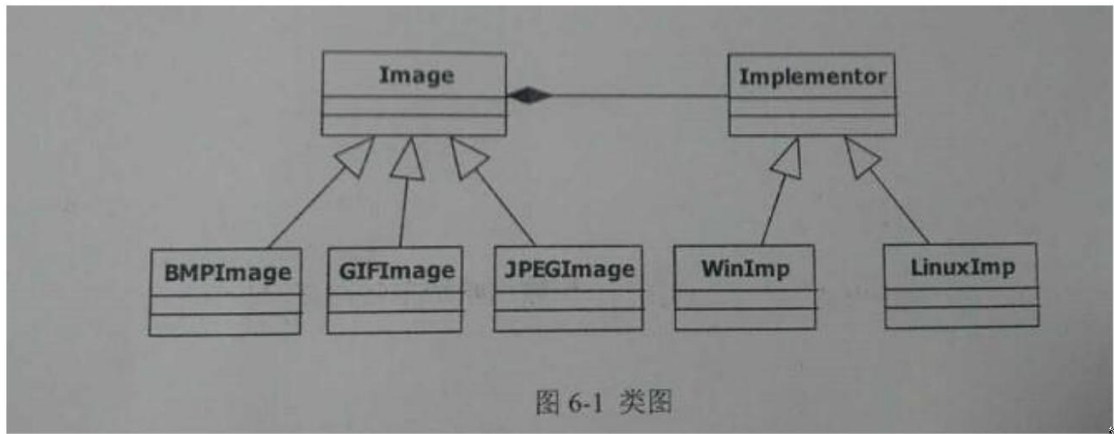 Image
Implementor
BMPImage
GIFImage
JPEGImage
WinImp
LinuxImp
图 6-1 类图